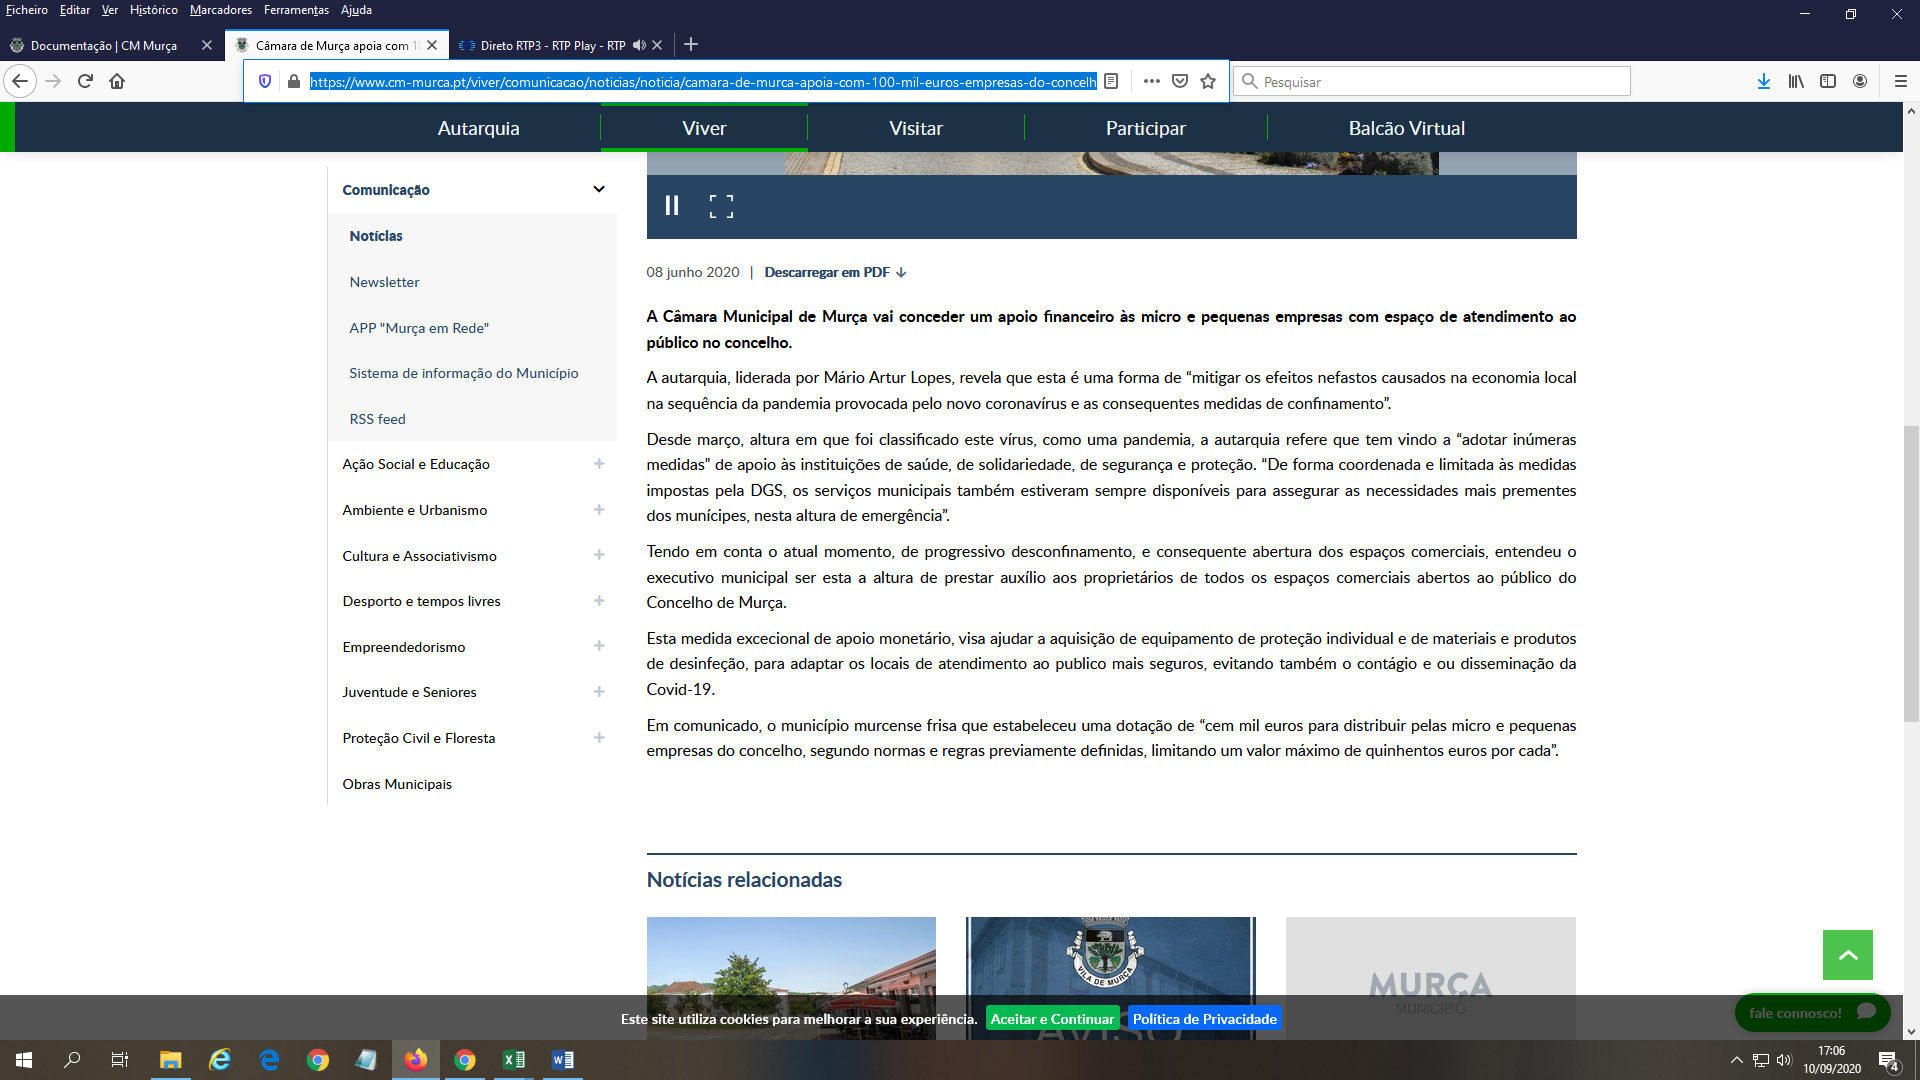 Ficheiro Editar Ver Histórico Marcadores Ferramentas Ajuda
Documentação | CM Murça
Câmara de Murça apoia com
Direto RTP3 - RTP Play - RTP
https://www.cm-murca.pt/viver/comunicacao/noticias/noticia/camara-de-murca-apoia-com-100-mil-euros-empresas-do-concelh
Pesquisar
Autarquia
Viver
Visitar
Participar
Balcão Virtual
Comunicação
Notícias
Newsletter
APP "Murça em Rede"
Sistema de informação do Município
RSS feed
Ação Social e Educação
Ambiente e Urbanismo
Cultura e Associativismo
Desporto e tempos livres
Empreendedorismo
Juventude e Seniores
Proteção Civil e Floresta
Obras Municipais
08 junho 2020 | Descarregar em PDF
A Câmara Municipal de Murça vai conceder um apoio financeiro às micro e pequenas empresas com espaço de atendimento ao
público no concelho.
A autarquia, liderada por Mário Artur Lopes, revela que esta é uma forma de “mitigar os efeitos nefastos causados na economia local
na sequência da pandemia provocada pelo novo coronavírus e as consequentes medidas de confinamento”.
Desde março, altura em que foi classificado este vírus, como uma pandemia, a autarquia refere que tem vindo a “adotar inúmeras
medidas” de apoio às instituições de saúde, de solidariedade, de segurança e proteção. “De forma coordenada e limitada às medidas
impostas pela DGS, os serviços municipais também estiveram sempre disponíveis para assegurar as necessidades mais prementes
dos munícipes, nesta altura de emergência”.
Tendo em conta o atual momento, de progressivo desconfinamento, e consequente abertura dos espaços comerciais, entendeu o
executivo municipal ser esta a altura de prestar auxílio aos proprietários de todos os espaços comerciais abertos ao público do
Concelho de Murça.
Esta medida excecional de apoio monetário, visa ajudar a aquisição de equipamento de proteção individual e de materiais e produtos
de desinfeção, para adaptar os locais de atendimento ao publico mais seguros, evitando também o contágio e ou disseminação da
Covid-19.
Em comunicado, o município murcense frisa que estabeleceu uma dotação de “cem mil euros para distribuir pelas micro e pequenas
empresas do concelho, segundo normas e regras previamente definidas, limitando um valor máximo de quinhentos euros por cada”.
Notícias relacionadas
VILA DE MURÇA
AVISO
MURÇA
MUNICÍPIO
Este site utiliza cookies para melhorar a sua experiência. Aceitar e Continuar Política de Privacidade
fale connosco!
17:06
10/09/2020
4